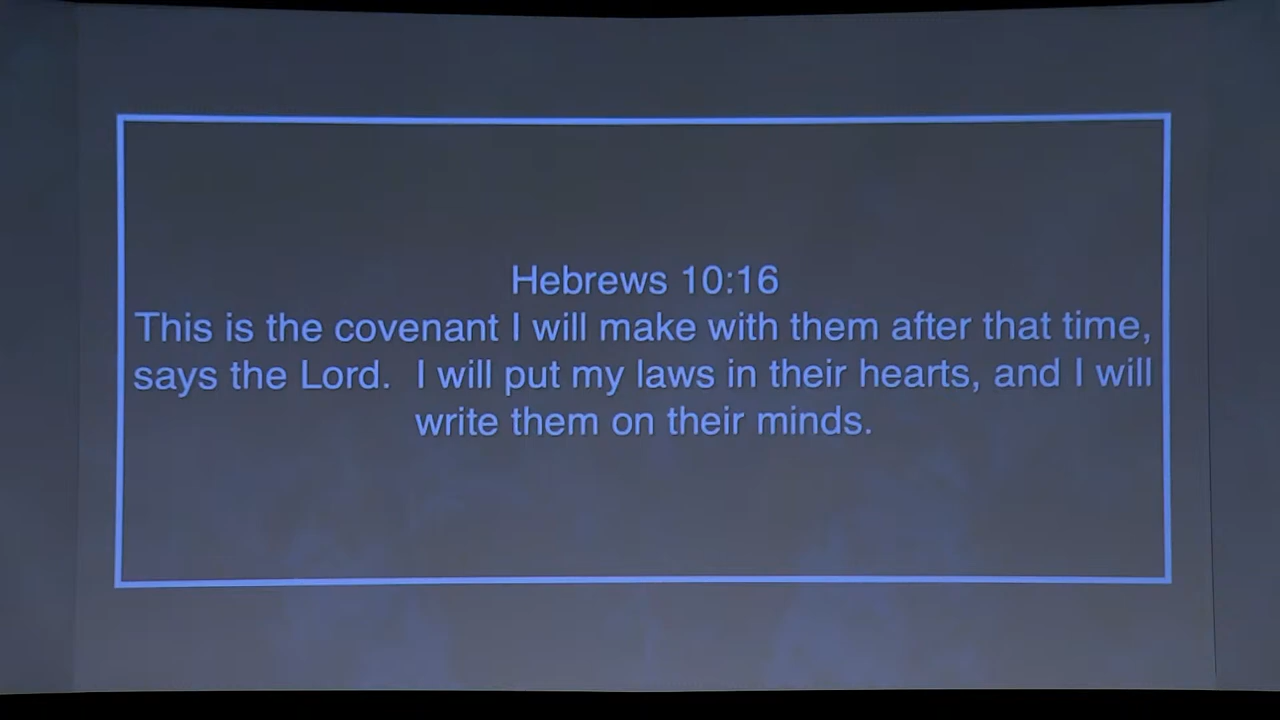 Hebrews 10:16
This is the covenant I will make with them after that time,
says the Lord.  I will put my laws in their hearts, and I will
write them on their minds.